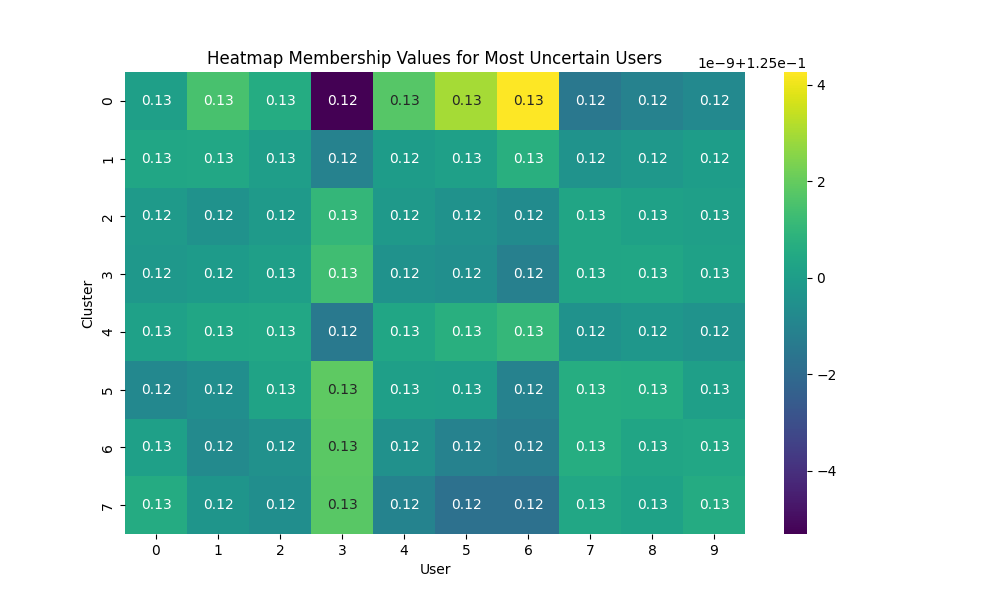 Heatmap Membership Values for Most Uncertain Users
1e−9+1.25e−1
0 0.13 0.13 0.13 0.12 0.13 0.13 0.13 0.12 0.12 0.12
1 0.13 0.13 0.13 0.12 0.12 0.13 0.13 0.12 0.12 0.12
2 0.12 0.12 0.12 0.13 0.12 0.12 0.12 0.13 0.13 0.13
3 0.12 0.12 0.13 0.13 0.12 0.12 0.12 0.13 0.13 0.13
4 0.13 0.13 0.13 0.12 0.13 0.13 0.13 0.12 0.12 0.12
5 0.12 0.12 0.13 0.13 0.13 0.13 0.12 0.13 0.13 0.13
6 0.13 0.12 0.12 0.13 0.12 0.12 0.12 0.13 0.13 0.13
7 0.13 0.12 0.12 0.13 0.12 0.12 0.12 0.13 0.13 0.13
Cluster
0 1 2 3 4 5 6 7 8 9
User
4
2
0
−2
−4